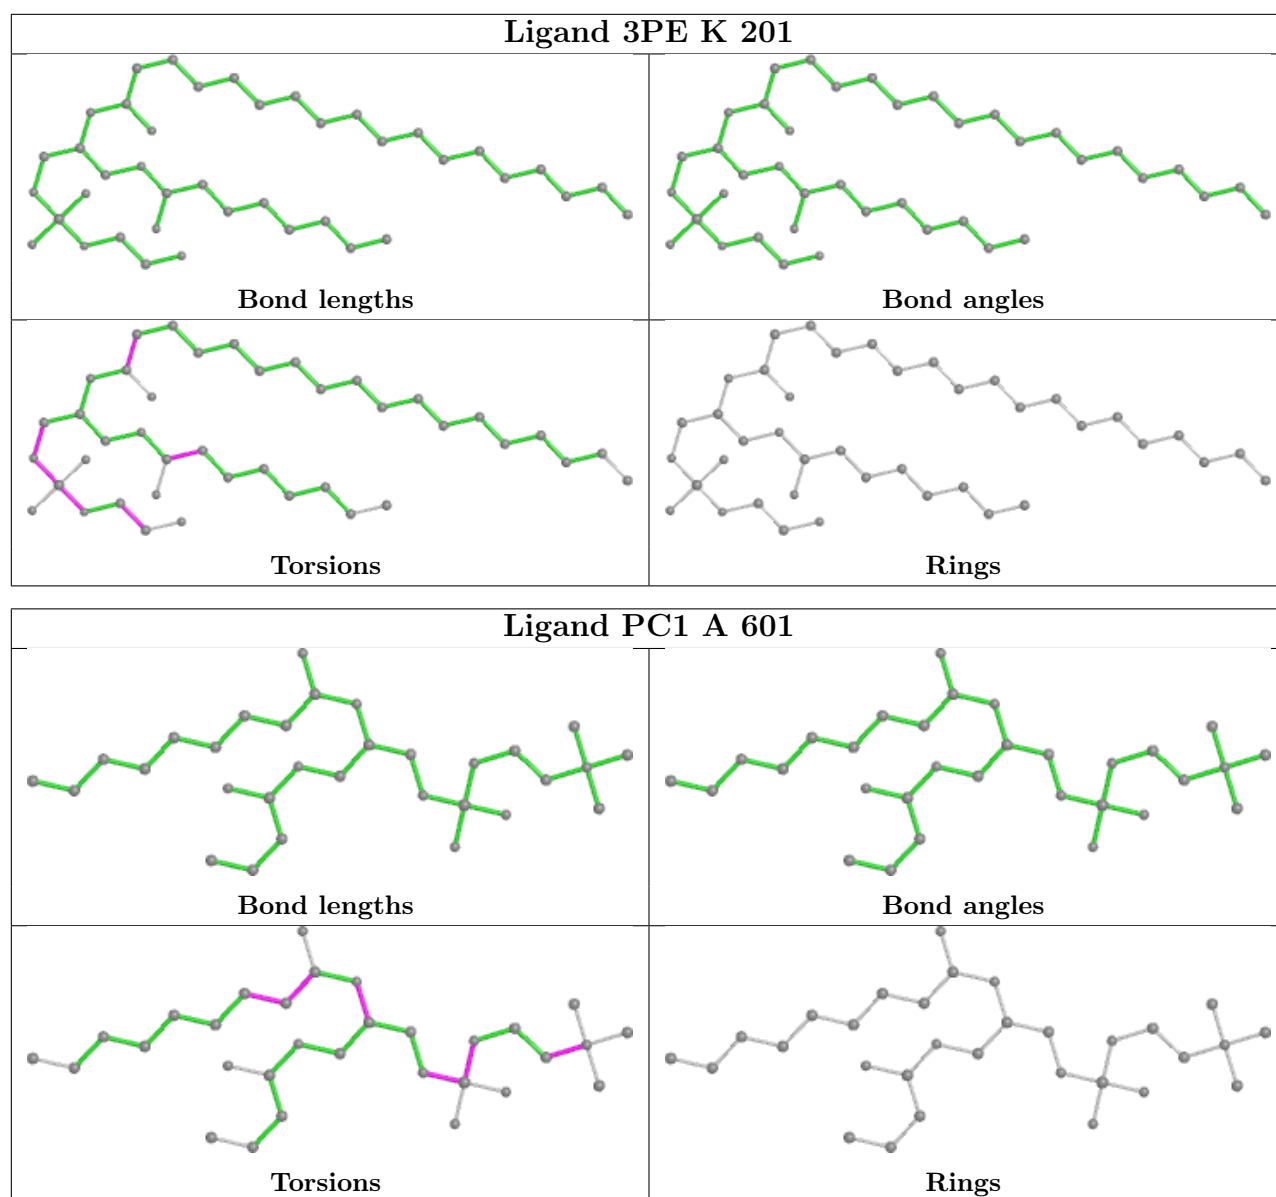 Ligand 3PE K 201
Bond lengths
Bond angles
Torsions
Rings
Ligand PC1 A 601
Bond lengths
Bond angles
Torsions
Rings